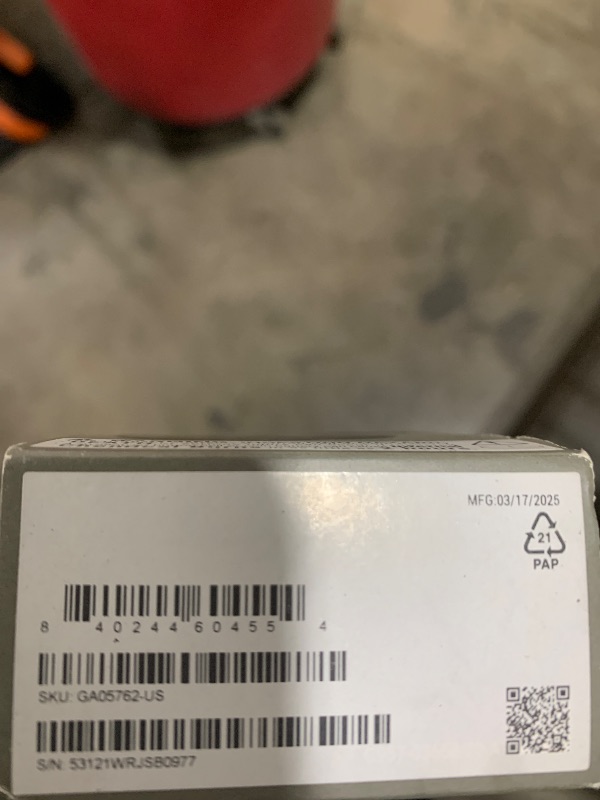 MFG:03/17/2025
21
PAP
8 40244 60455 4
SKU: GA05762-US
S/N: 53121WRJSB0977